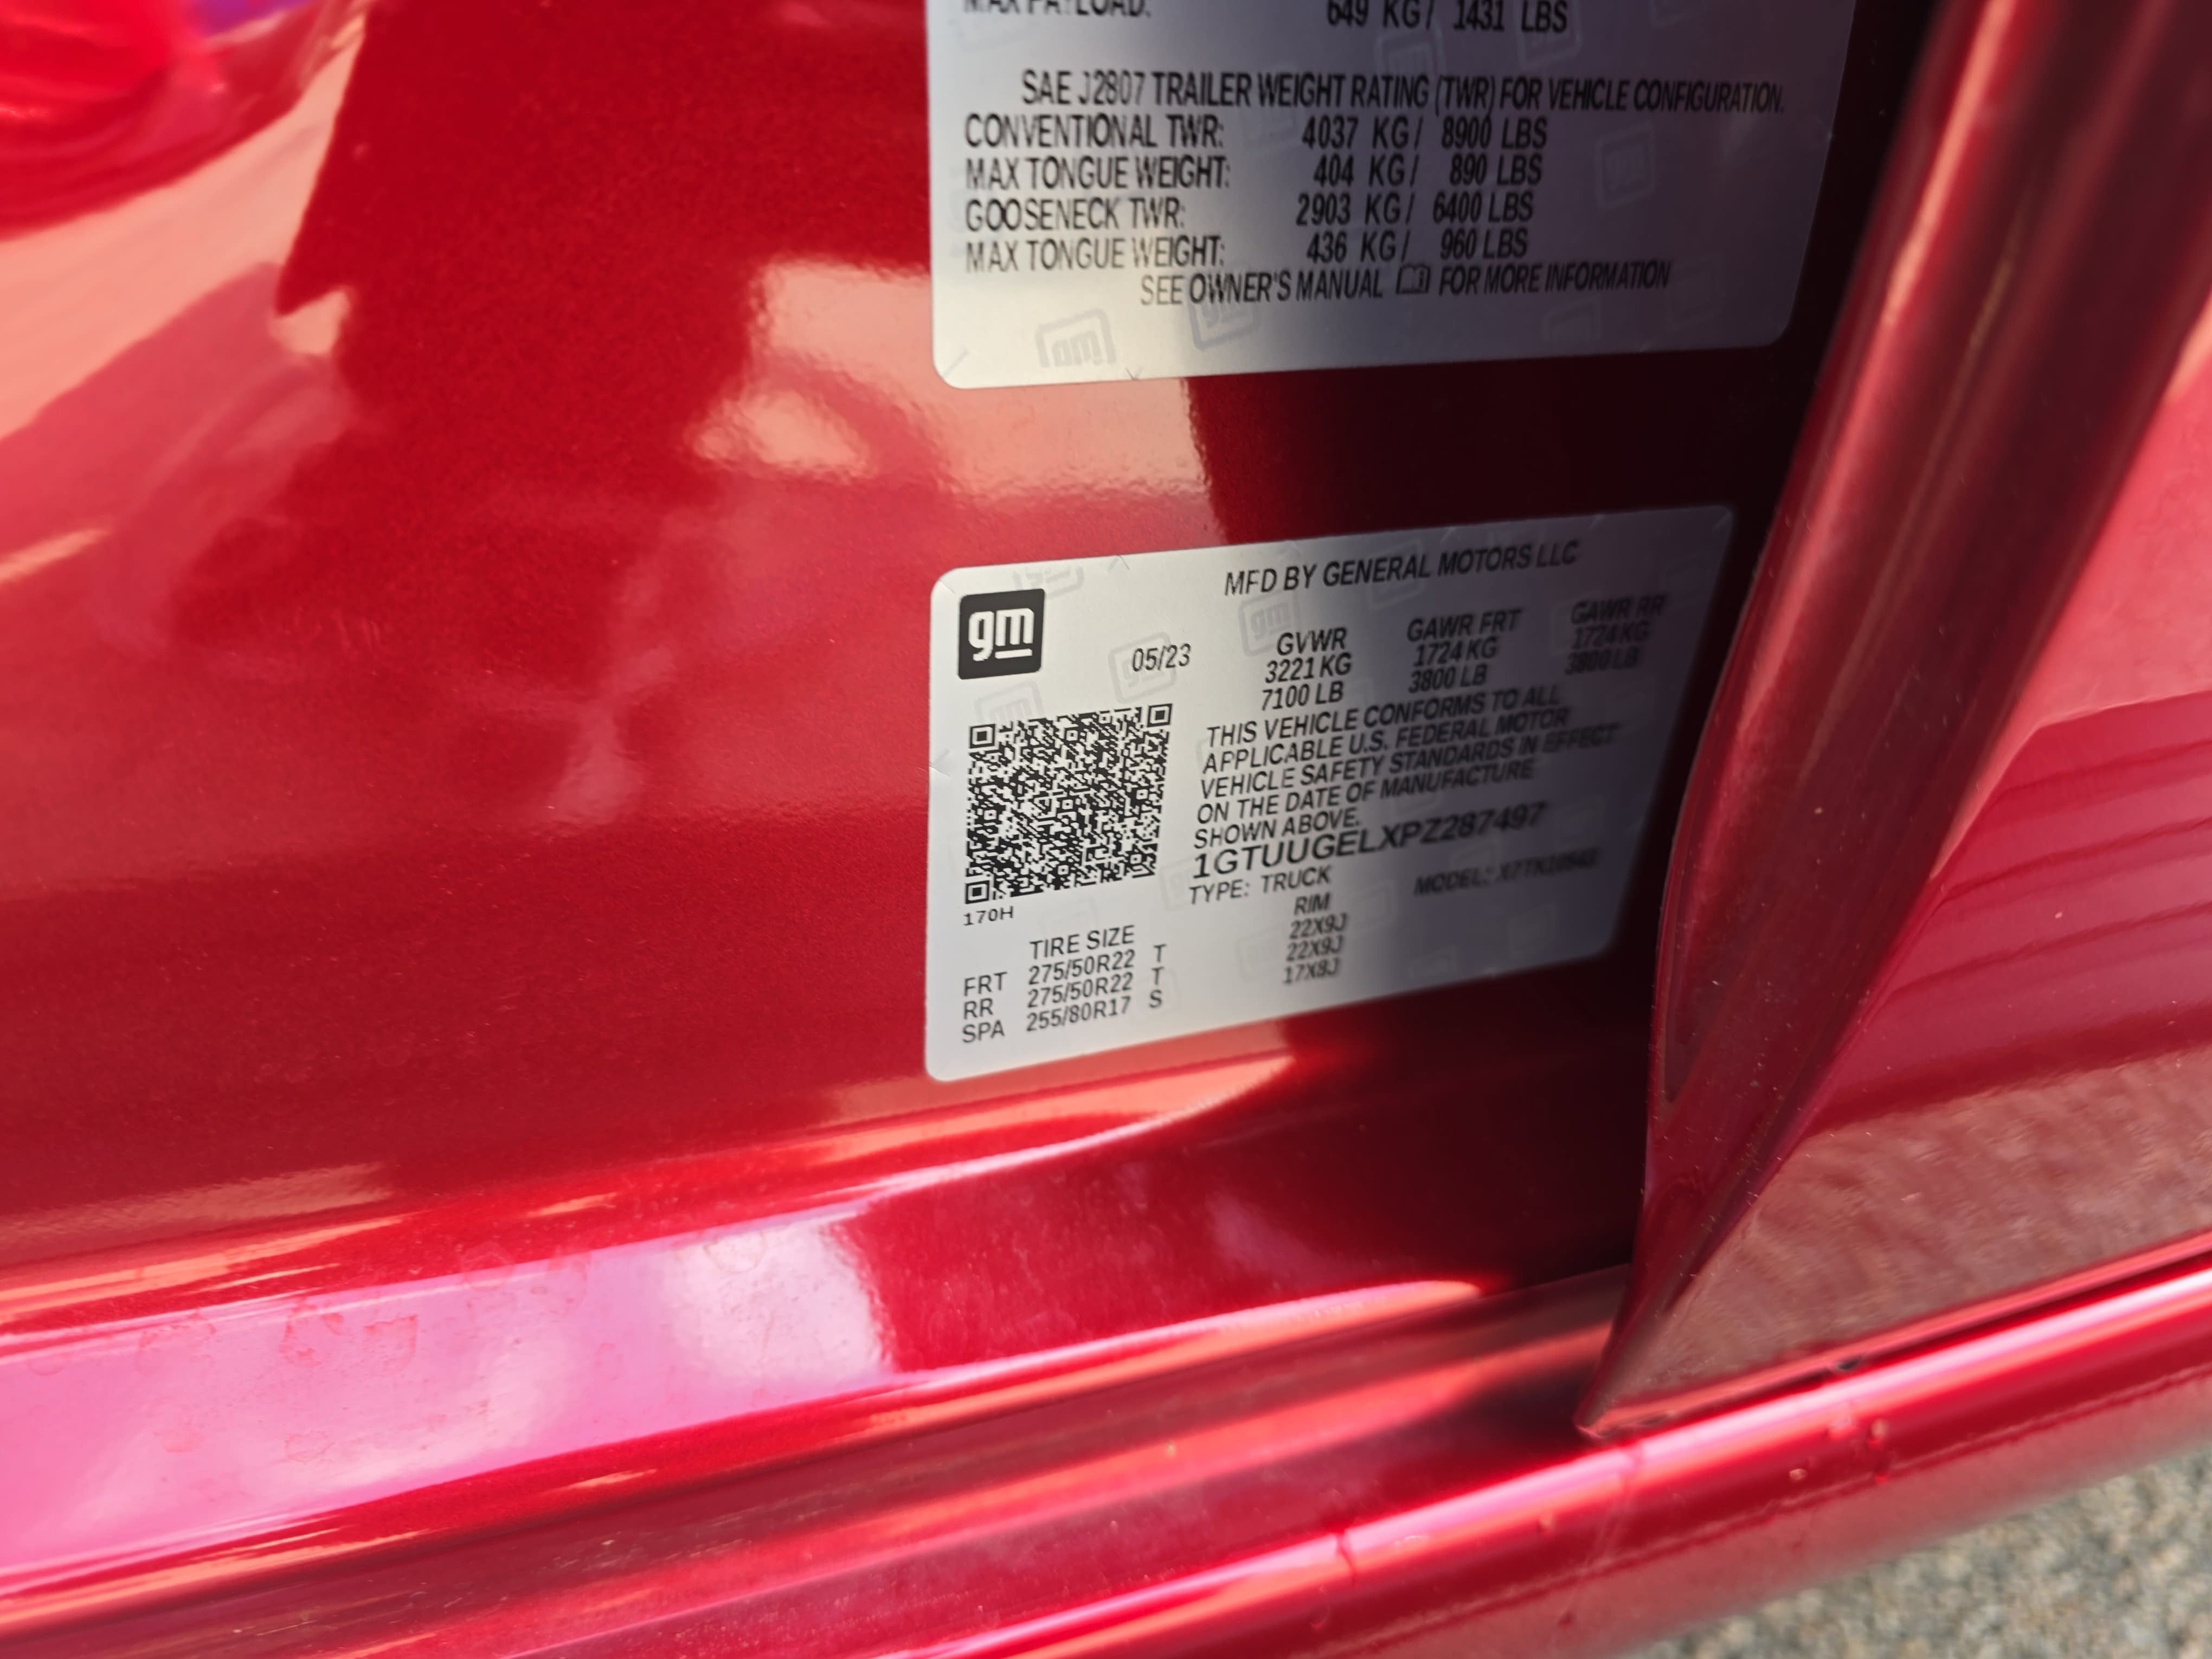 MAX PAYLOAD: 649 KG / 1431 LBS
SAE J2807 TRAILER WEIGHT RATING (TWR) FOR VEHICLE CONFIGURATION.
CONVENTIONAL TWR: 4037 KG / 8900 LBS
MAX TONGUE WEIGHT: 404 KG / 890 LBS
GOOSENECK TWR: 2903 KG / 6400 LBS
MAX TONGUE WEIGHT: 436 KG / 960 LBS
SEE OWNER'S MANUAL FOR MORE INFORMATION
gm
MFD BY GENERAL MOTORS LLC
05/23 GVWR GAWR FRT GAWR RR
3221 KG 1724 KG 1724 KG
7100 LB 3800 LB 3800 LB
THIS VEHICLE CONFORMS TO ALL
APPLICABLE U.S. FEDERAL MOTOR
VEHICLE SAFETY STANDARDS IN EFFECT
ON THE DATE OF MANUFACTURE
SHOWN ABOVE.
1GTUUGELXPZ287497
TYPE: TRUCK MODEL:
170H
TIRE SIZE RIM
FRT 275/50R22 T 22X9J
RR 275/50R22 T 22X9J
SPA 255/80R17 S 17X8J